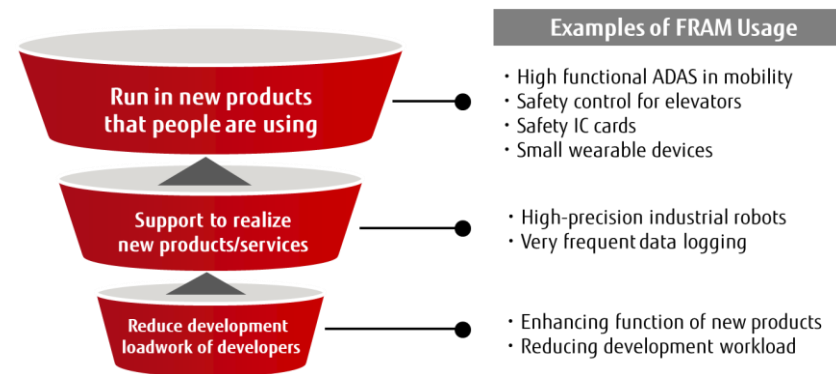 Examples of FRAM Usage
Run in new products
that people are using
・High functional ADAS in mobility
・Safety control for elevators
・Safety IC cards
・Small wearable devices
Support to realize
new products/services
・High-precision industrial robots
・Very frequent data logging
Reduce development
loadwork of developers
・Enhancing function of new products
・Reducing development workload